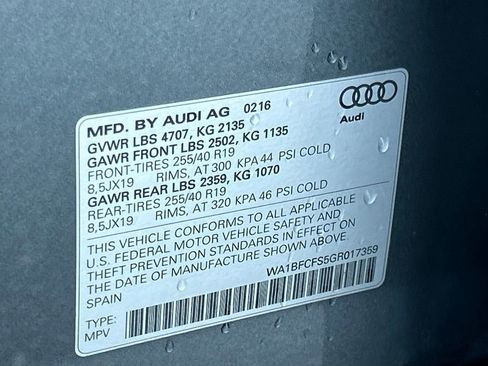 MFD. BY AUDI AG 0216
GVWR LBS 4707, KG 2135
GAWR FRONT LBS 2502, KG 1135
FRONT-TIRES 255/40 R19
8,5JX19 RIMS, AT 300 KPA 44 PSI COLD
GAWR REAR LBS 2359, KG 1070
REAR-TIRES 255/40 R19
8,5JX19 RIMS, AT 320 KPA 46 PSI COLD
THIS VEHICLE CONFORMS TO ALL APPLICABLE
U.S. FEDERAL MOTOR VEHICLE SAFETY AND
THEFT PREVENTION STANDARDS IN EFFECT ON
THE DATE OF MANUFACTURE SHOWN ABOVE.
SPAIN
WA1BFCFS5GR017359
TYPE:
MPV
Audi